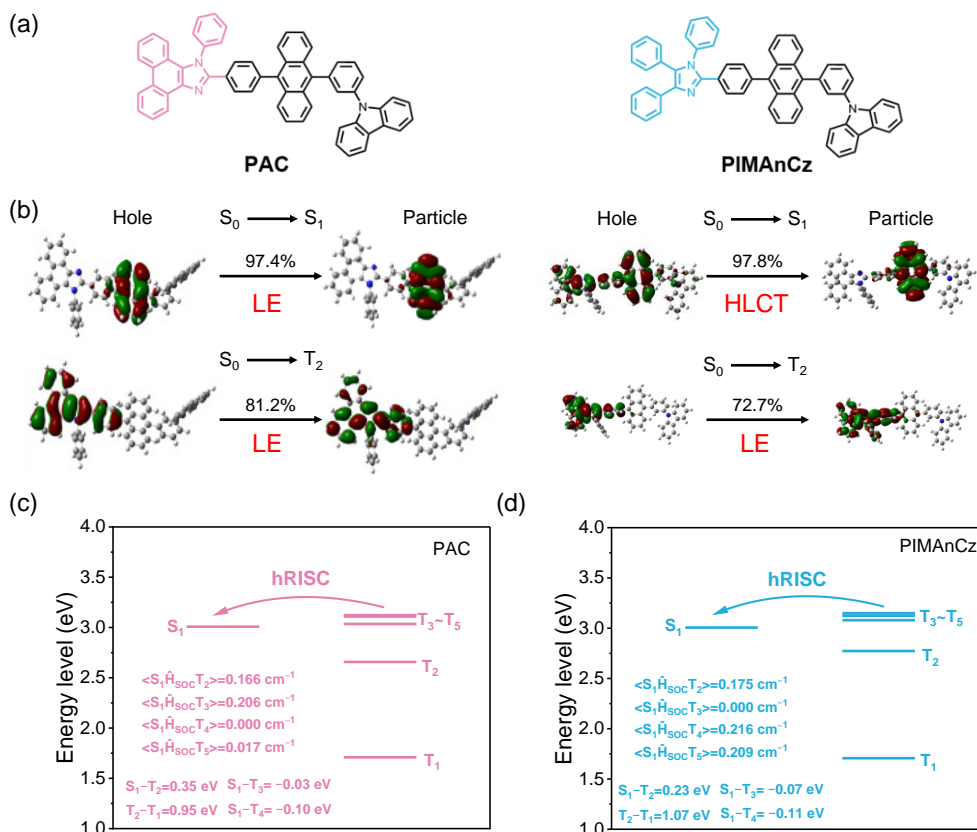 (a)
N
N
N
PAC
N
N
N
PIMAnCz
(b)
Hole
S₀ → S₁
Particle
97.4%
LE
S₀ → T₂
81.2%
LE
Hole
S₀ → S₁
Particle
97.8%
HLCT
S₀ → T₂
72.7%
LE
(c)
PAC
Energy level (eV)
4.0
3.5
3.0
2.5
2.0
1.5
1.0
hRISC
S₁
T₃~T₅
T₂
T₁
<S₁ĤSOCT₂>=0.166 cm⁻¹
<S₁ĤSOCT₃>=0.206 cm⁻¹
<S₁ĤSOCT₄>=0.000 cm⁻¹
<S₁ĤSOCT₅>=0.017 cm⁻¹
S₁−T₂=0.35 eV S₁−T₃= −0.03 eV
T₂−T₁=0.95 eV S₁−T₄= −0.10 eV
(d)
PIMAnCz
Energy level (eV)
4.0
3.5
3.0
2.5
2.0
1.5
1.0
hRISC
S₁
T₃~T₅
T₂
T₁
<S₁ĤSOCT₂>=0.175 cm⁻¹
<S₁ĤSOCT₃>=0.000 cm⁻¹
<S₁ĤSOCT₄>=0.216 cm⁻¹
<S₁ĤSOCT₅>=0.209 cm⁻¹
S₁−T₂=0.23 eV S₁−T₃= −0.07 eV
T₂−T₁=1.07 eV S₁−T₄= −0.11 eV